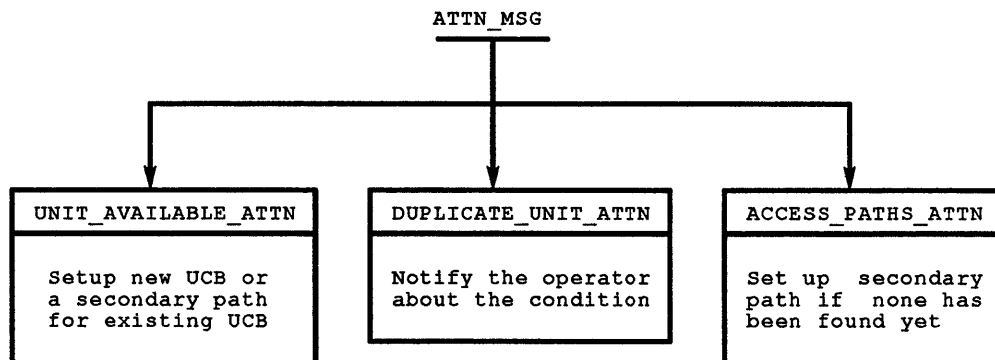 ATTN_MSG
UNIT_AVAILABLE_ATTN
Setup new UCB or
a secondary path
for existing UCB
DUPLICATE_UNIT_ATTN
Notify the operator
about the condition
ACCESS_PATHS_ATTN
Set up secondary
path if none has
been found yet